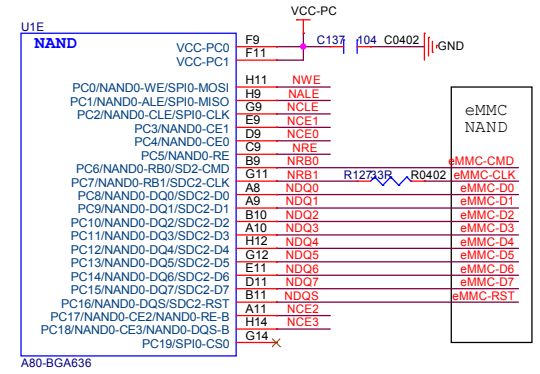 VCC-PC
U1E
NAND
VCC-PC0 F9 C137 104 C0402 GND
VCC-PC1 F11
PC0/NAND0-WE/SPI0-MOSI H11 NWE
PC1/NAND0-ALE/SPI0-MISO H9 NALE
PC2/NAND0-CLE/SPI0-CLK G9 NCLE
PC3/NAND0-CE1 E9 NCE1
PC4/NAND0-CE0 D9 NCE0
PC5/NAND0-RE C9 NRE
eMMC
NAND
PC6/NAND0-RB0/SD2-CMD B9 NRB0 eMMC-CMD
PC7/NAND0-RB1/SDC2-CLK G11 NRB1 R127 33R R0402 eMMC-CLK
PC8/NAND0-DQ0/SDC2-D0 A8 NDQ0 eMMC-D0
PC9/NAND0-DQ1/SDC2-D1 A9 NDQ1 eMMC-D1
PC10/NAND0-DQ2/SDC2-D2 B10 NDQ2 eMMC-D2
PC11/NAND0-DQ3/SDC2-D3 A10 NDQ3 eMMC-D3
PC12/NAND0-DQ4/SDC2-D4 H12 NDQ4 eMMC-D4
PC13/NAND0-DQ5/SDC2-D5 G12 NDQ5 eMMC-D5
PC14/NAND0-DQ6/SDC2-D6 E11 NDQ6 eMMC-D6
PC15/NAND0-DQ7/SDC2-D7 D11 NDQ7 eMMC-D7
PC16/NAND0-DQS/SDC2-RST B11 NDQS eMMC-RST
PC17/NAND0-CE2/NAND0-RE-B A11 NCE2
PC18/NAND0-CE3/NAND0-DQS-B H14 NCE3
PC19/SPI0-CS0 G14
A80-BGA636